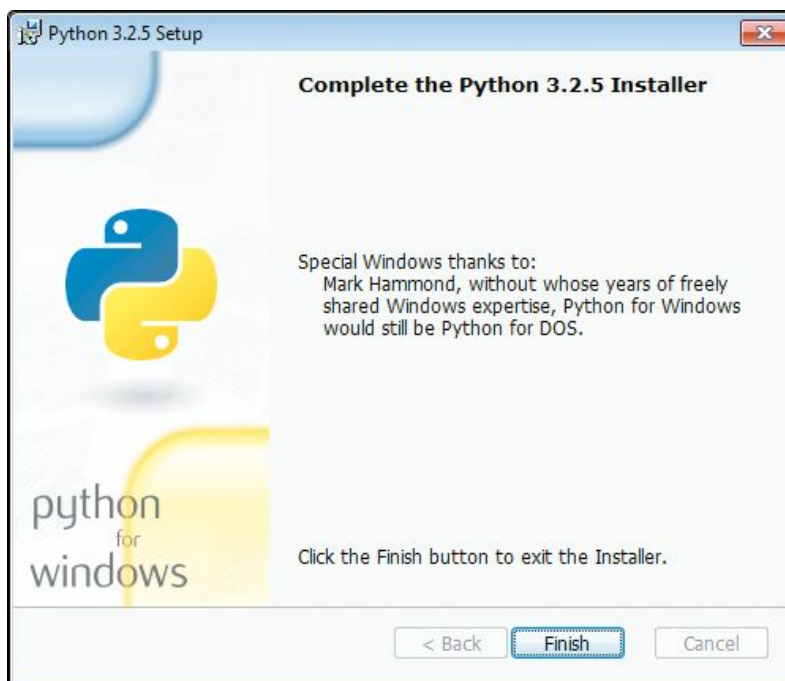 Python 3.2.5 Setup
Complete the Python 3.2.5 Installer
Special Windows thanks to:
Mark Hammond, without whose years of freely
shared Windows expertise, Python for Windows
would still be Python for DOS.
python
for
windows
Click the Finish button to exit the Installer.
< Back
Finish
Cancel